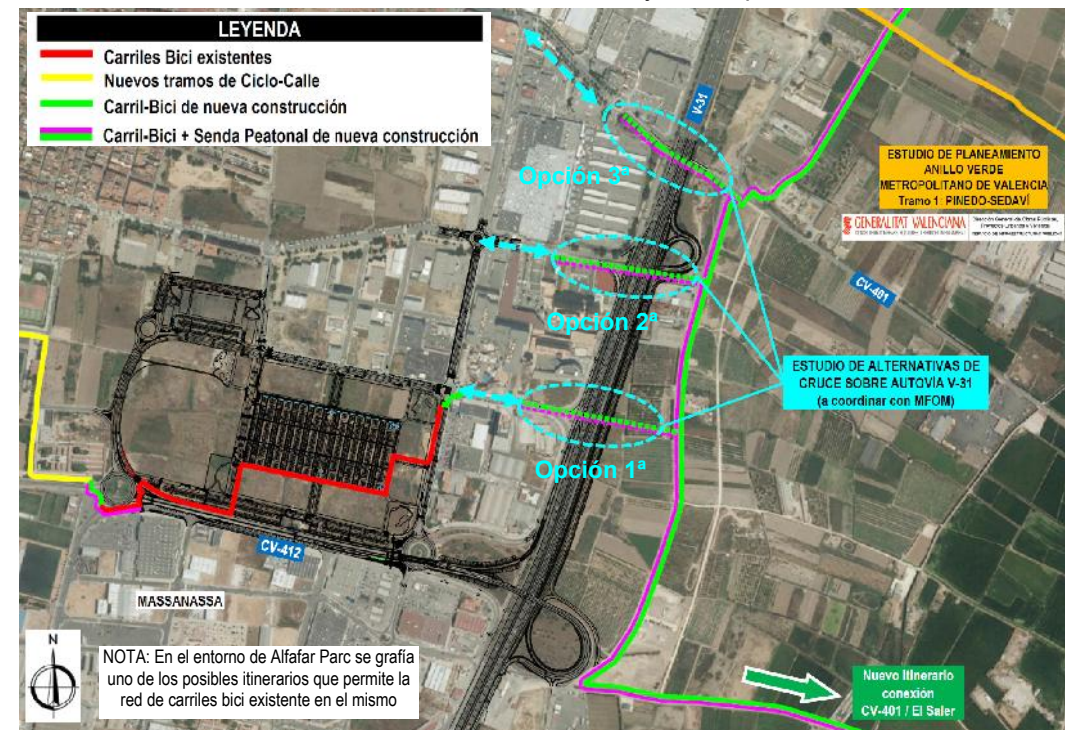 LEYENDA
Carriles Bici existentes
Nuevos tramos de Ciclo-Calle
Carril-Bici de nueva construcción
Carril-Bici + Senda Peatonal de nueva construcción
V-31
ESTUDIO DE PLANEAMIENTO
ANILLO VERDE
METROPOLITANO DE VALENCIA
Tramo 1: PINEDO-SEDAVÍ
GENERALITAT VALENCIANA
Opción 3ª
CV-401
Opción 2ª
ESTUDIO DE ALTERNATIVAS DE
CRUCE SOBRE AUTOVÍA V-31
(a coordinar con MFOM)
Opción 1ª
CV-412
MASSANASSA
N
NOTA: En el entorno de Alfafar Parc se grafía
uno de los posibles itinerarios que permite la
red de carriles bici existente en el mismo
Nuevo Itinerario
conexión
CV-401 / El Saler